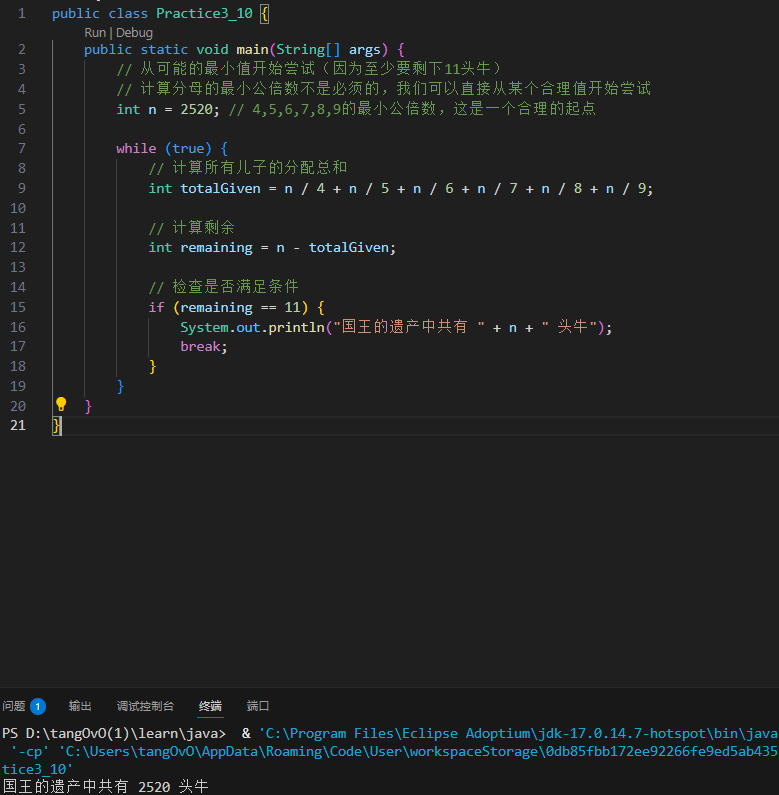 1 public class Practice3_10 {
Run | Debug
2 public static void main(String[] args) {
3 // 从可能的最小值开始尝试（因为至少要剩下11头牛）
4 // 计算分母的最小公倍数不是必须的，我们可以直接从某个合理值开始尝试
5 int n = 2520; // 4,5,6,7,8,9的最小公倍数，这是一个合理的起点
6
7 while (true) {
8 // 计算所有儿子的分配总和
9 int totalGiven = n / 4 + n / 5 + n / 6 + n / 7 + n / 8 + n / 9;
10
11 // 计算剩余
12 int remaining = n - totalGiven;
13
14 // 检查是否满足条件
15 if (remaining == 11) {
16 System.out.println("国王的遗产中共有 " + n + " 头牛");
17 break;
18 }
19 }
20 }
21 }
问题 1 输出 调试控制台 终端 端口
PS D:\tangOvO(1)\learn\java> & 'C:\Program Files\Eclipse Adoptium\jdk-17.0.14.7-hotspot\bin\java
'-cp' 'C:\Users\tangOvO\AppData\Roaming\Code\User\workspaceStorage\0db85fbb172ee92266fe9ed5ab435
tice3_10'
国王的遗产中共有 2520 头牛